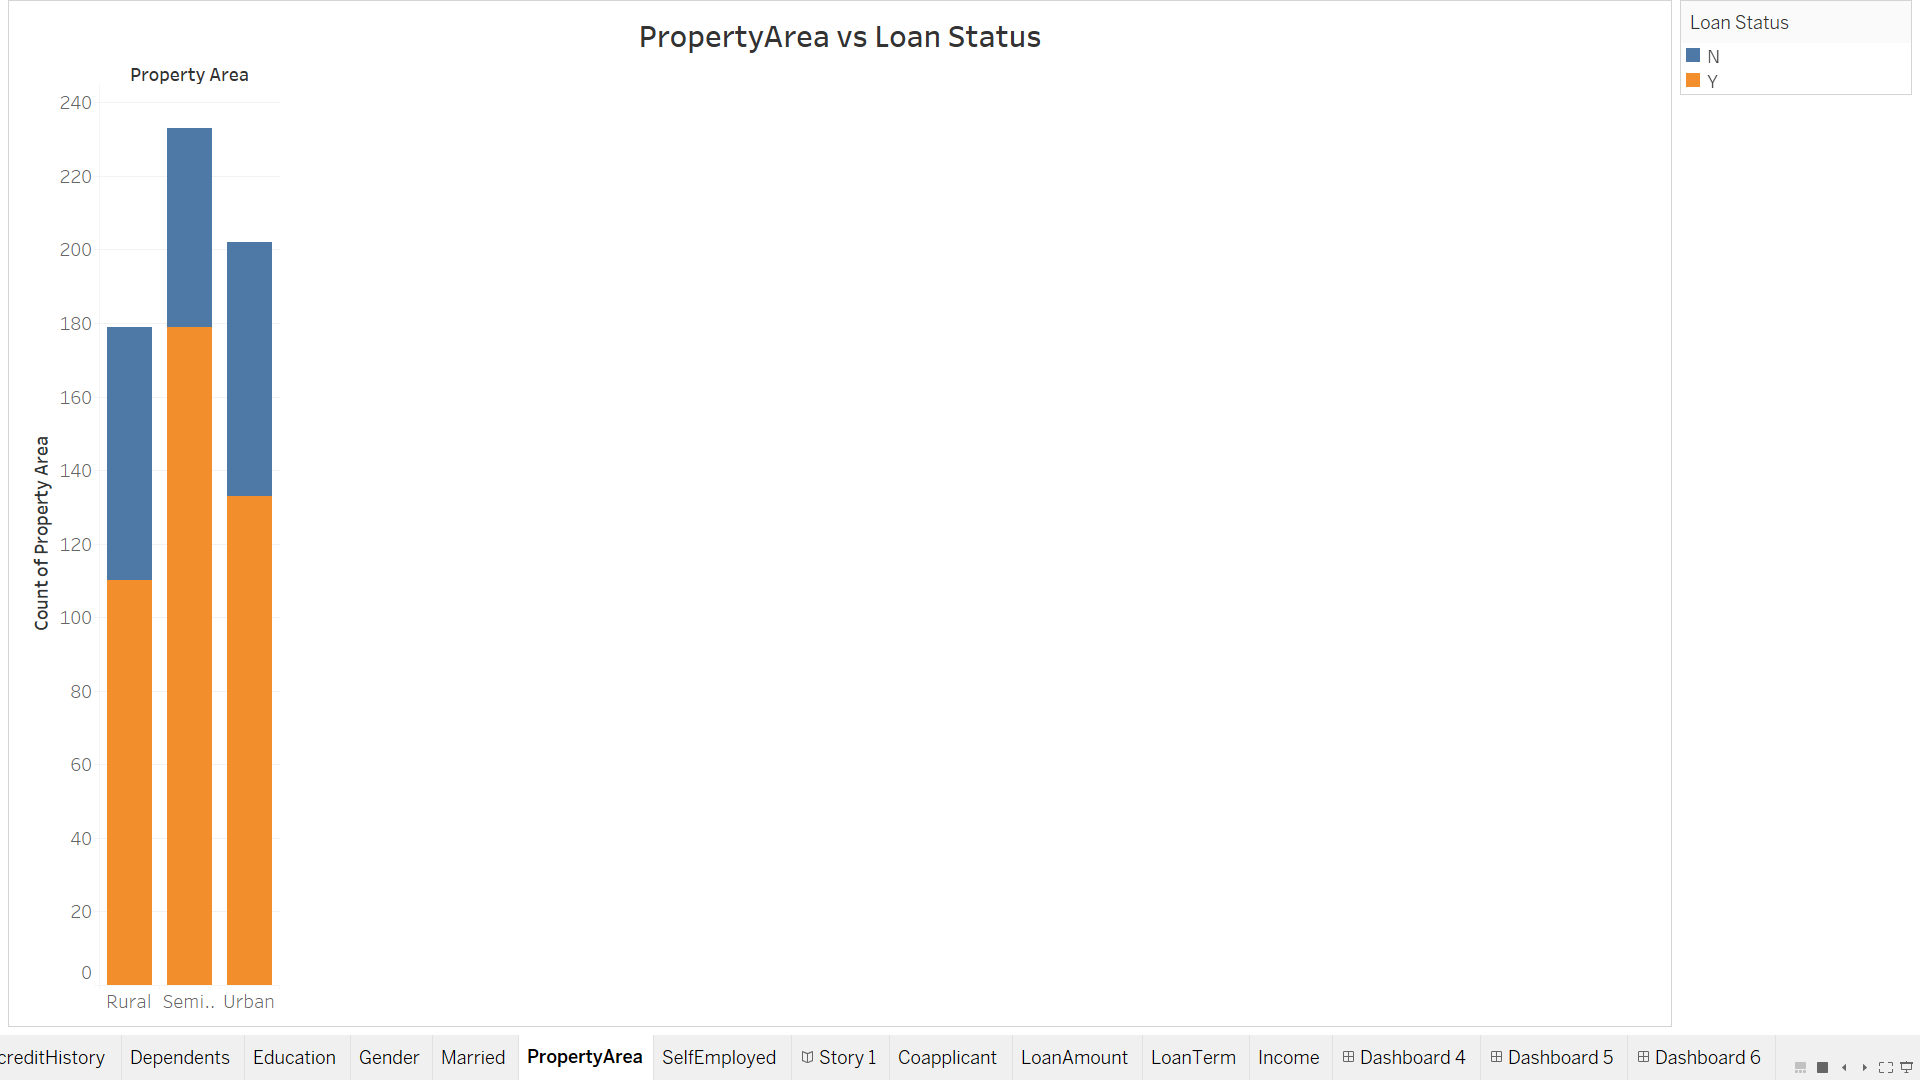 PropertyArea vs Loan Status
Loan Status
N
Y
Property Area
240
220
200
180
160
140
120
100
80
60
40
20
0
Count of Property Area
Rural Semi.. Urban
creditHistory Dependents Education Gender Married PropertyArea SelfEmployed Story 1 Coapplicant LoanAmount LoanTerm Income Dashboard 4 Dashboard 5 Dashboard 6